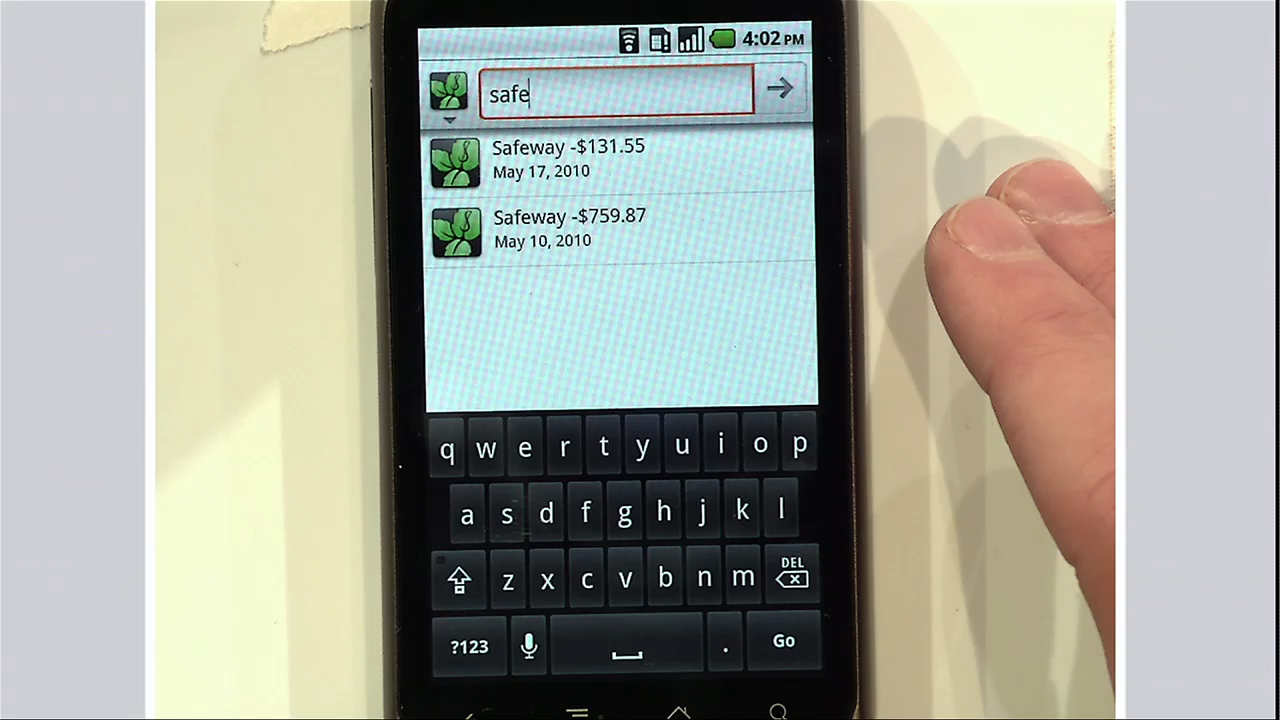 4:02 PM
safe
Safeway -$131.55
May 17, 2010
Safeway -$759.87
May 10, 2010
q w e r t y u i o p
a s d f g h j k l
z x c v b n m DEL
?123 . Go